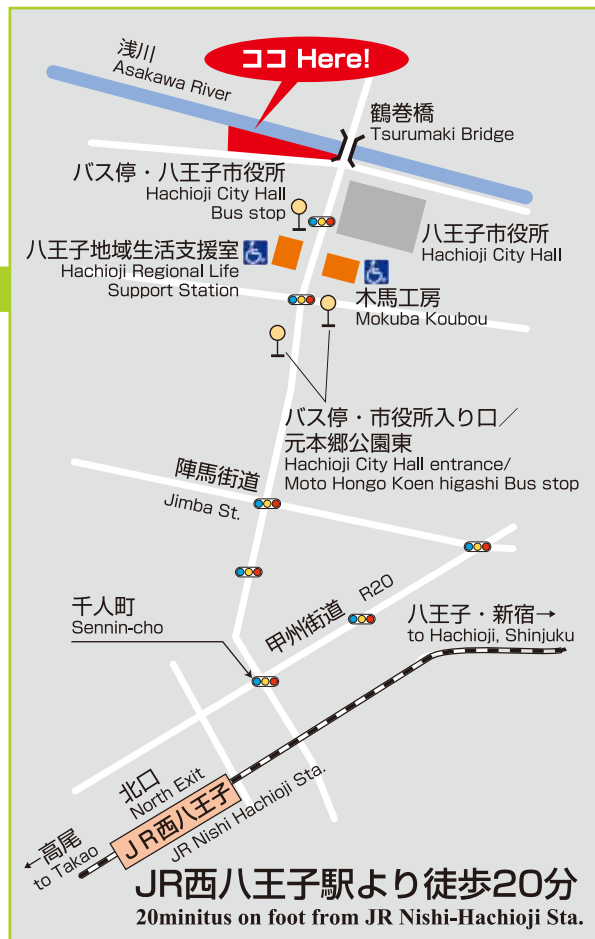 ココ Here!
浅川
Asakawa River
鶴巻橋
Tsurumaki Bridge
バス停・八王子市役所
Hachioji City Hall
Bus stop
八王子市役所
Hachioji City Hall
八王子地域生活支援室
Hachioji Regional Life
Support Station
木馬工房
Mokuba Koubou
バス停・市役所入り口／
元本郷公園東
Hachioji City Hall entrance/
Moto Hongo Koen higashi Bus stop
陣馬街道
Jimba St.
千人町
Sennin-cho
甲州街道 R20
八王子・新宿→
to Hachioji, Shinjuku
北口
North Exit
JR西八王子
JR Nishi Hachioji Sta.
←高尾
to Takao
JR西八王子駅より徒歩20分
20minitus on foot from JR Nishi-Hachioji Sta.